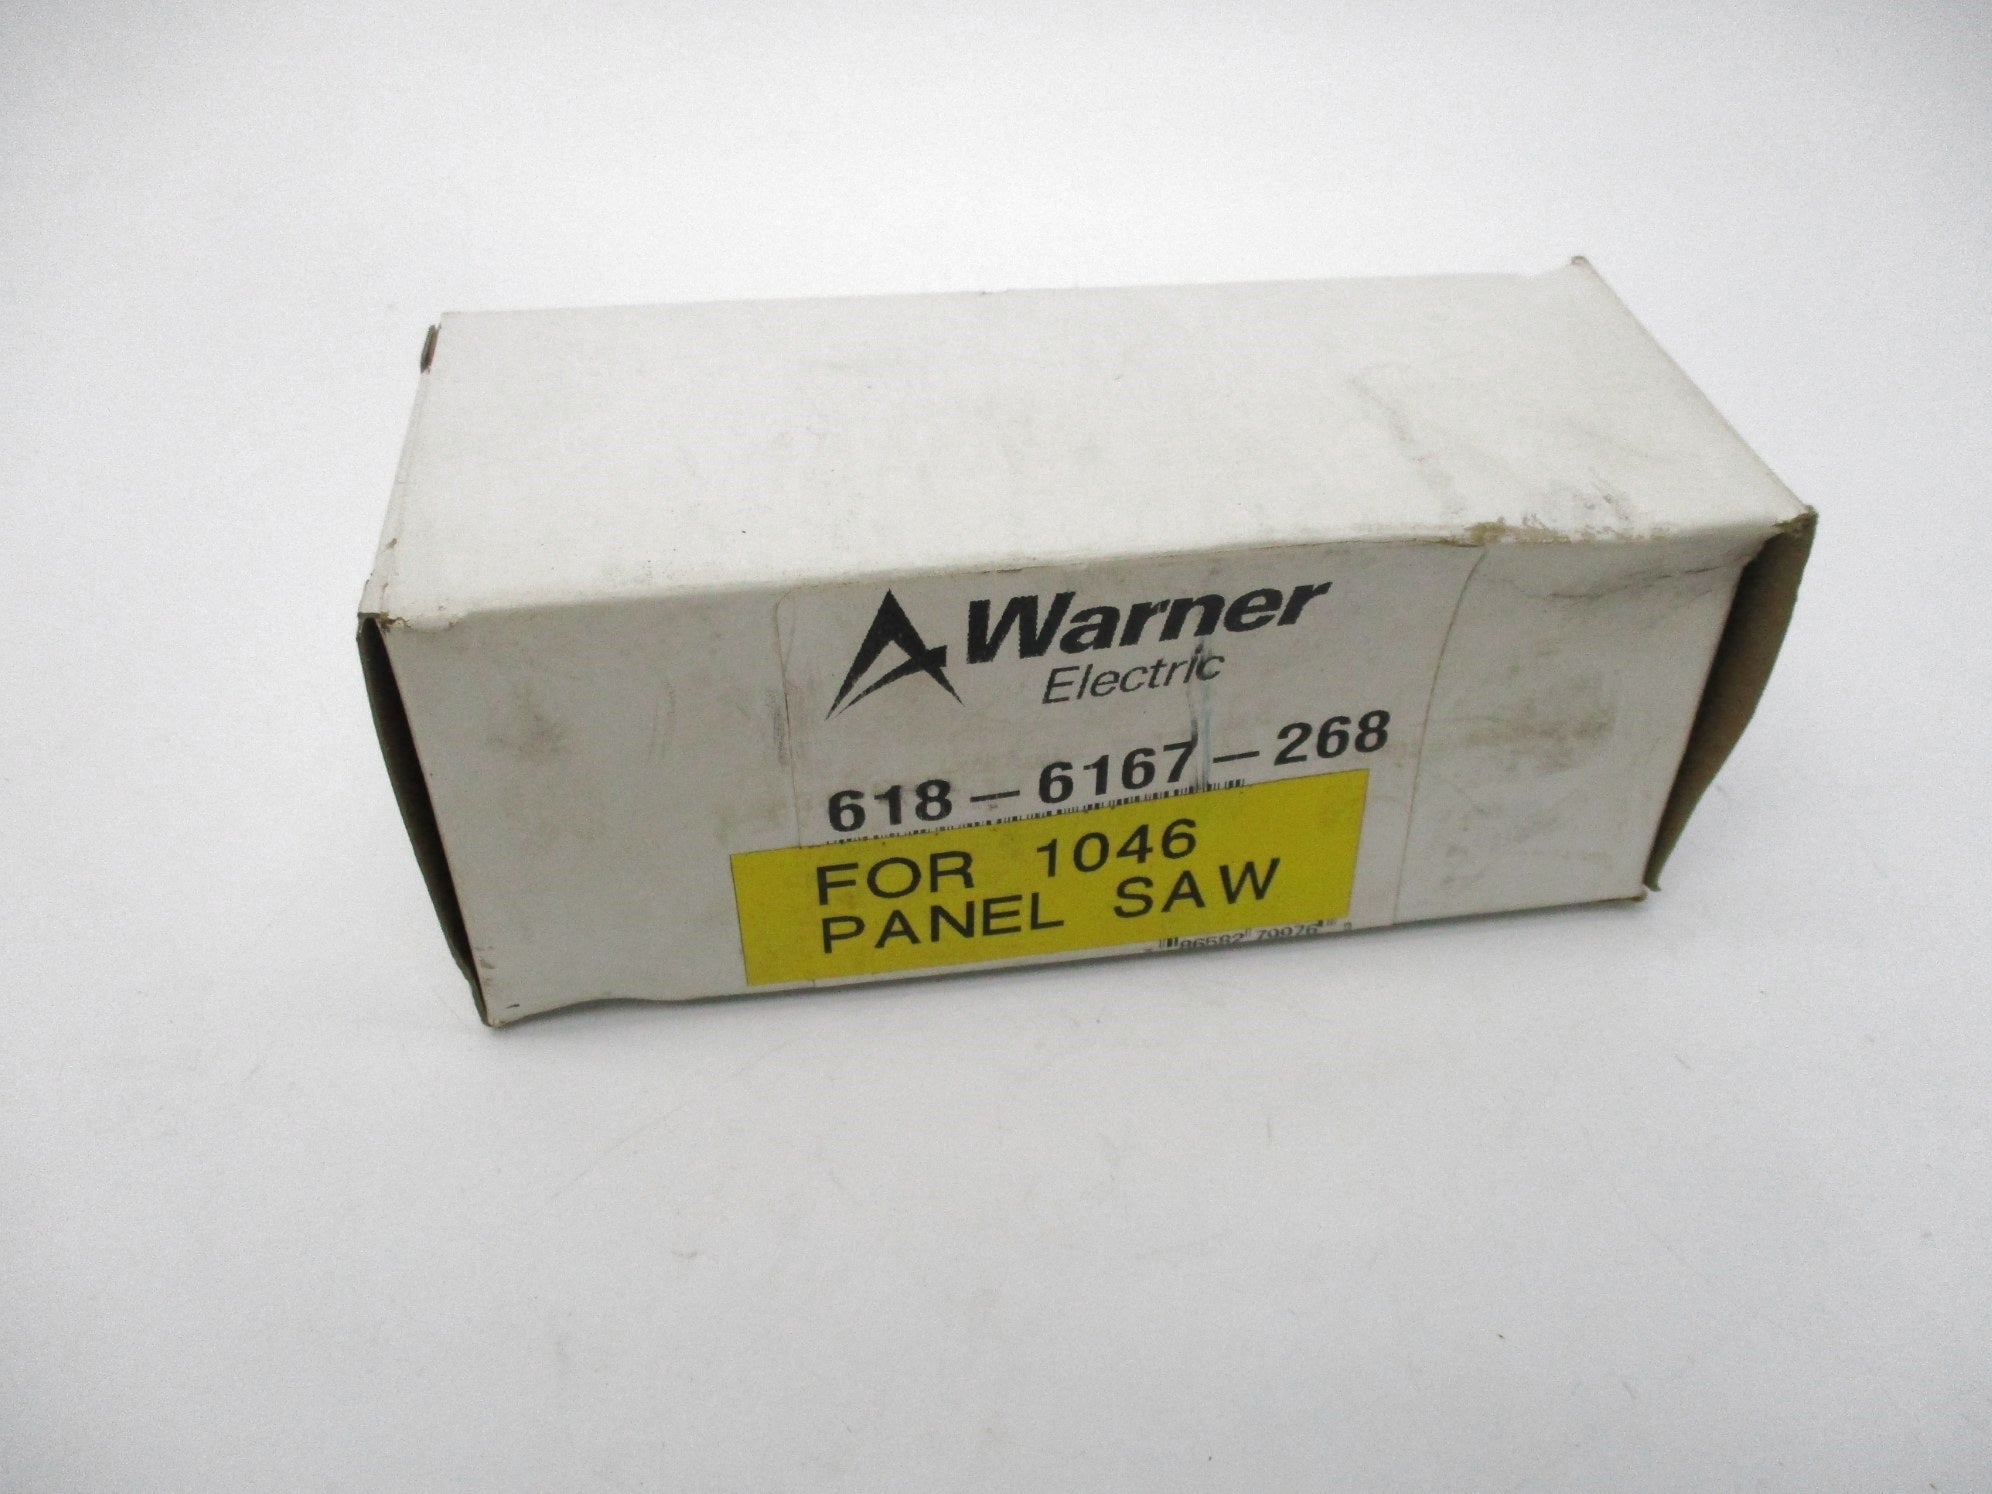 Warner
Electric
618-6167-268
FOR 1046
PANEL SAW